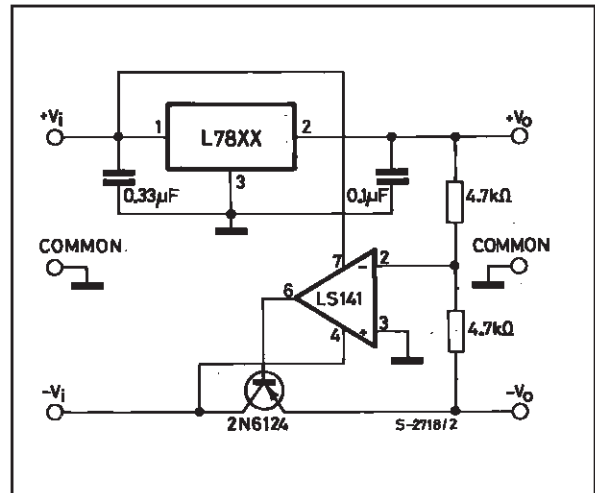 +Vi
1
L78XX
2
+Vo
3
0.33µF
0.1µF
4.7kΩ
COMMON
COMMON
7
2
-
6
LS141
4
+
3
4.7kΩ
-Vi
-Vo
2N6124
S-2718/2